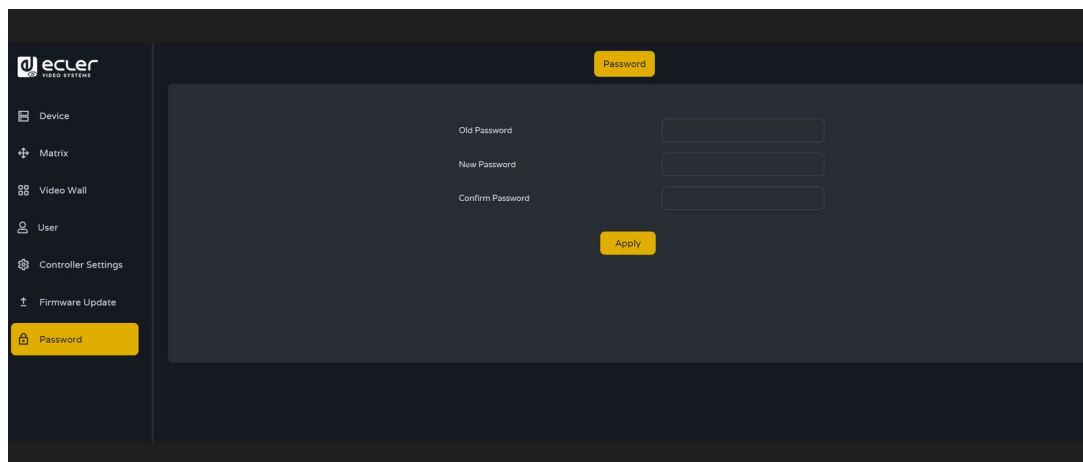 ecler
VIDEO SYSTEMS
Device
Matrix
Video Wall
User
Controller Settings
Firmware Update
Password
Password
Old Password
New Password
Confirm Password
Apply